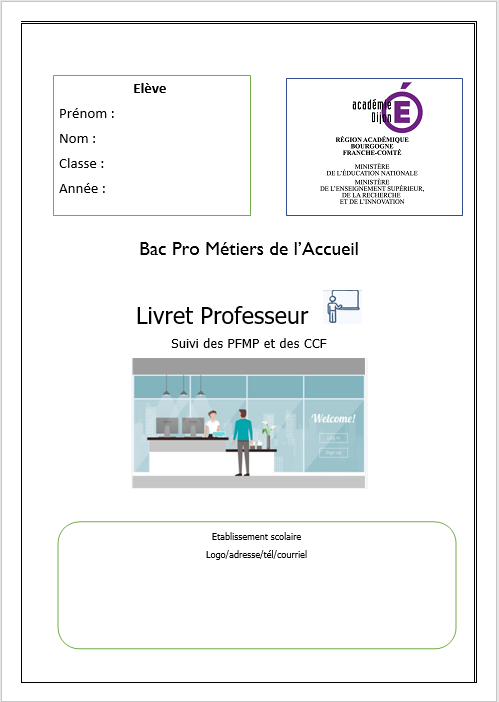 Elève
Prénom :
Nom :
Classe :
Année :
académie
Dijon
RÉGION ACADÉMIQUE
BOURGOGNE
FRANCHE-COMTÉ
MINISTÈRE
DE L'ÉDUCATION NATIONALE
MINISTÈRE
DE L'ENSEIGNEMENT SUPÉRIEUR,
DE LA RECHERCHE
ET DE L'INNOVATION
Bac Pro Métiers de l'Accueil
Livret Professeur
Suivi des PFMP et des CCF
Welcome!
Log in
Sign up
Etablissement scolaire
Logo/adresse/tél/courriel